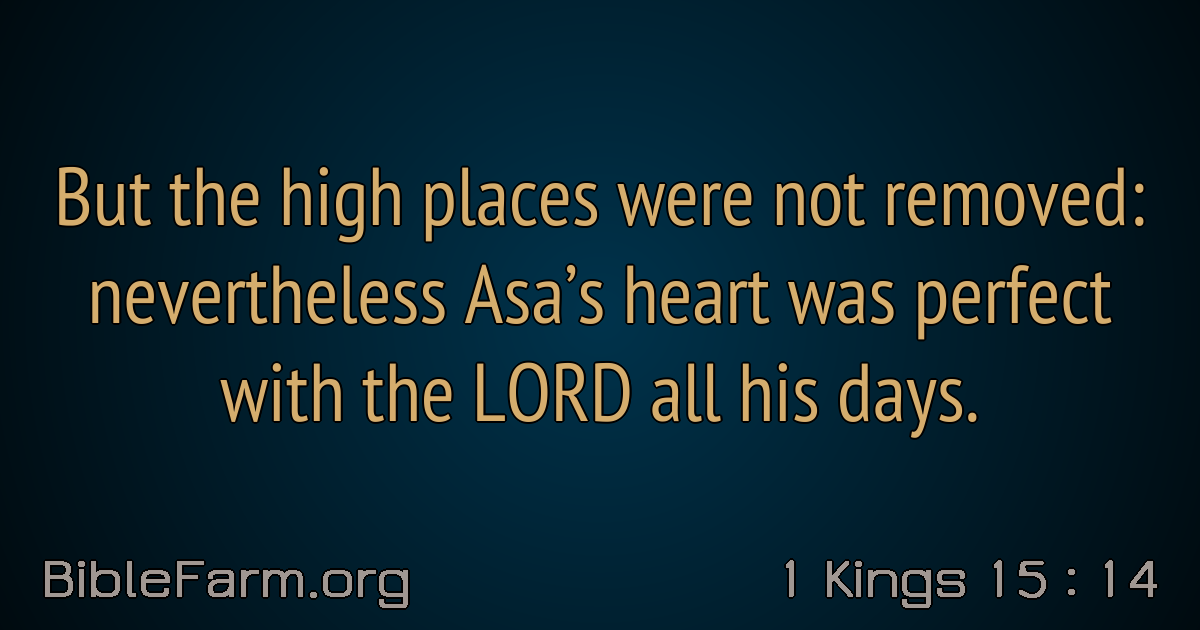 But the high places were not removed:
nevertheless Asa’s heart was perfect
with the LORD all his days.
BibleFarm.org
1 Kings 15 : 14